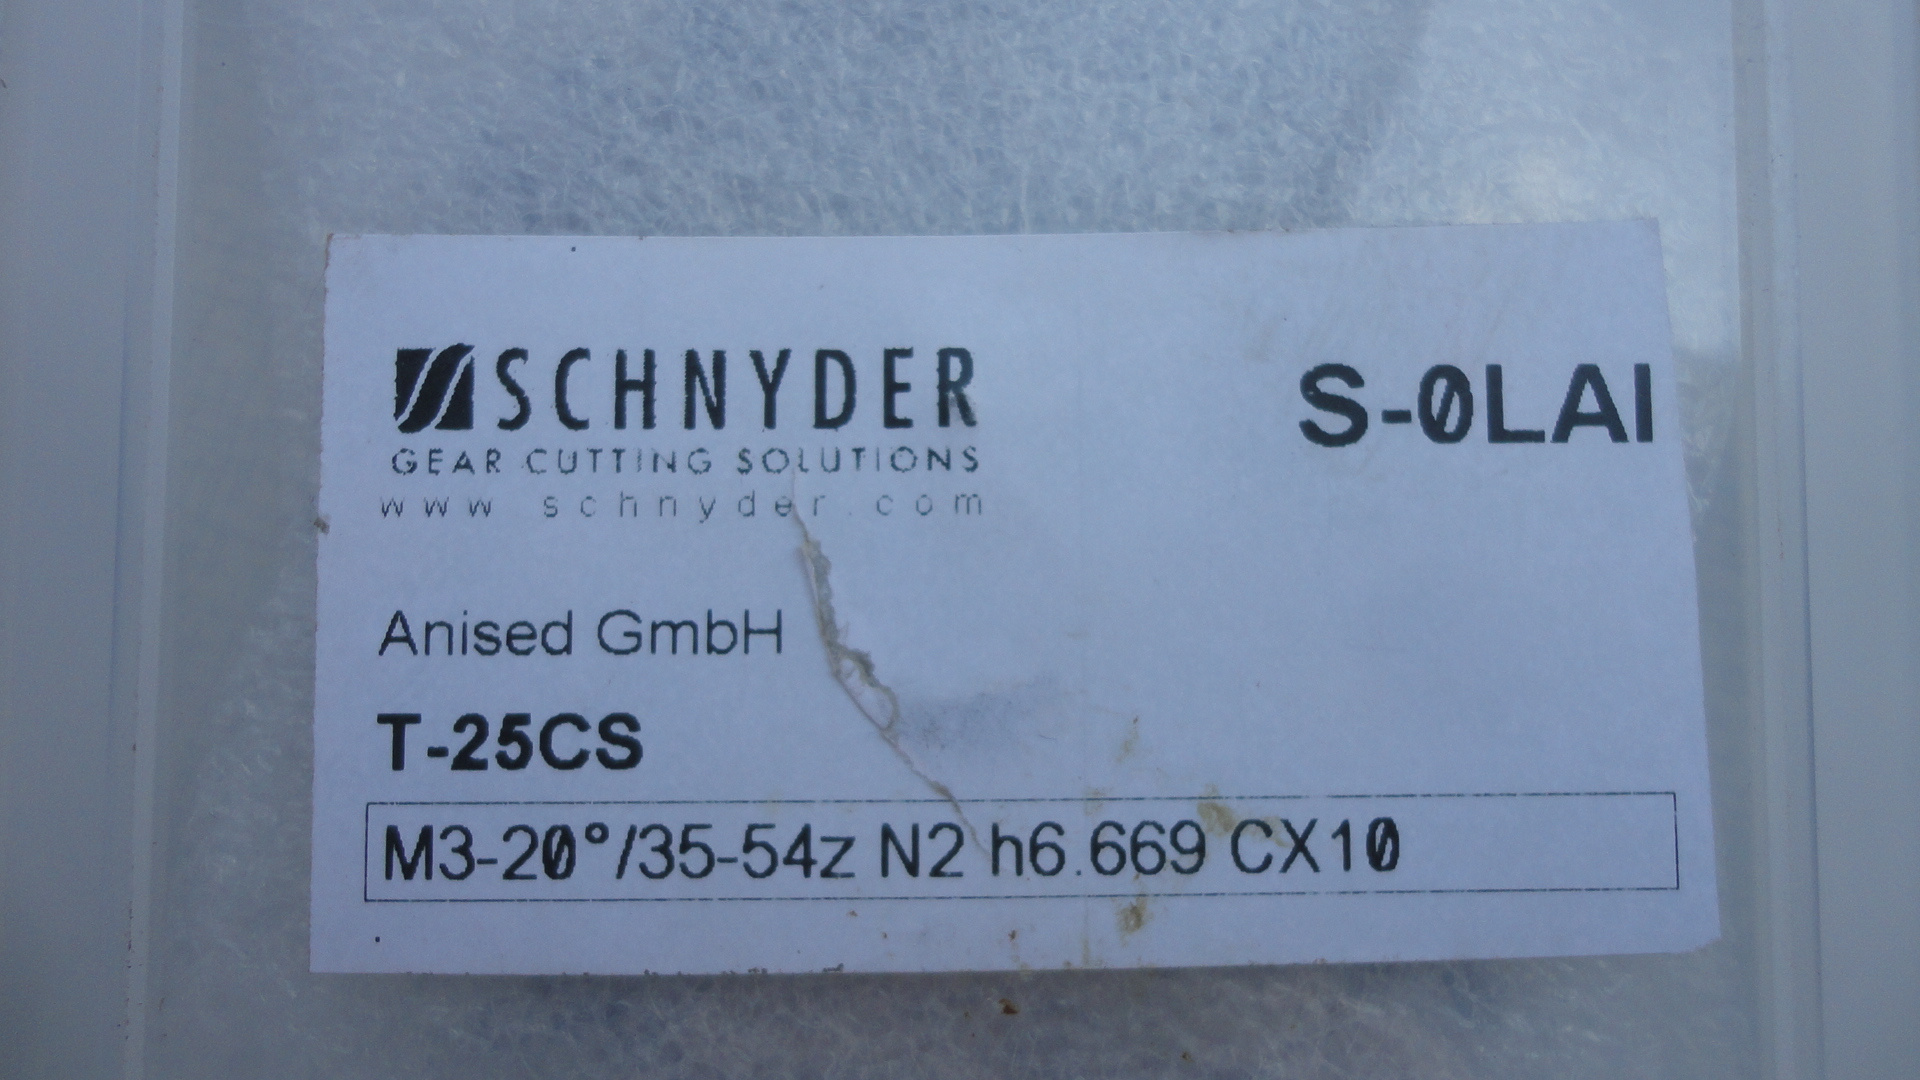 SCHNYDER
GEAR CUTTING SOLUTIONS
www.schnyder.com
S-0LAI
Anised GmbH
T-25CS
M3-20°/35-54z N2 h6.669 CX10